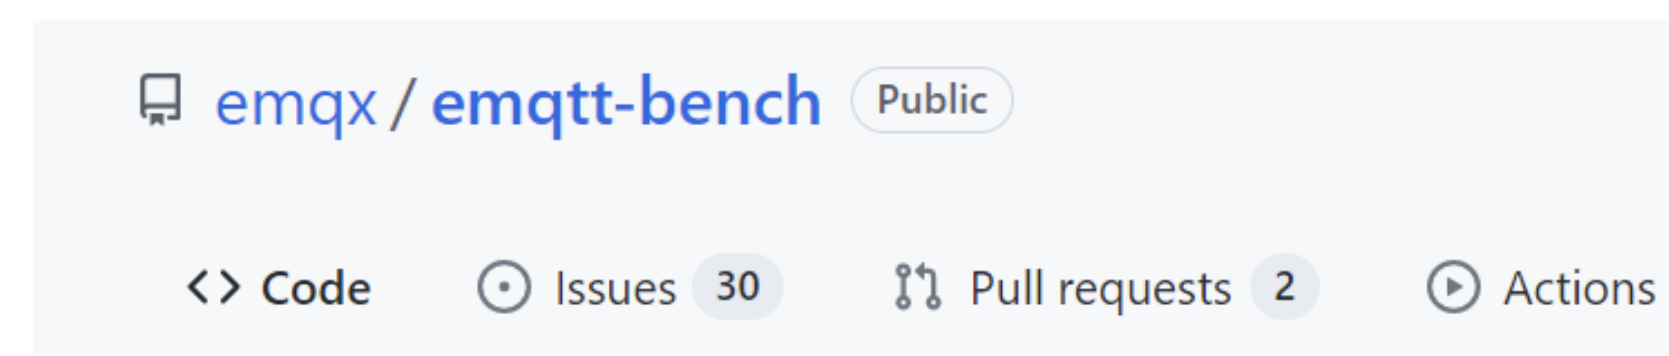 emqx / emqtt-bench Public
<> Code Issues 30 Pull requests 2 Actions